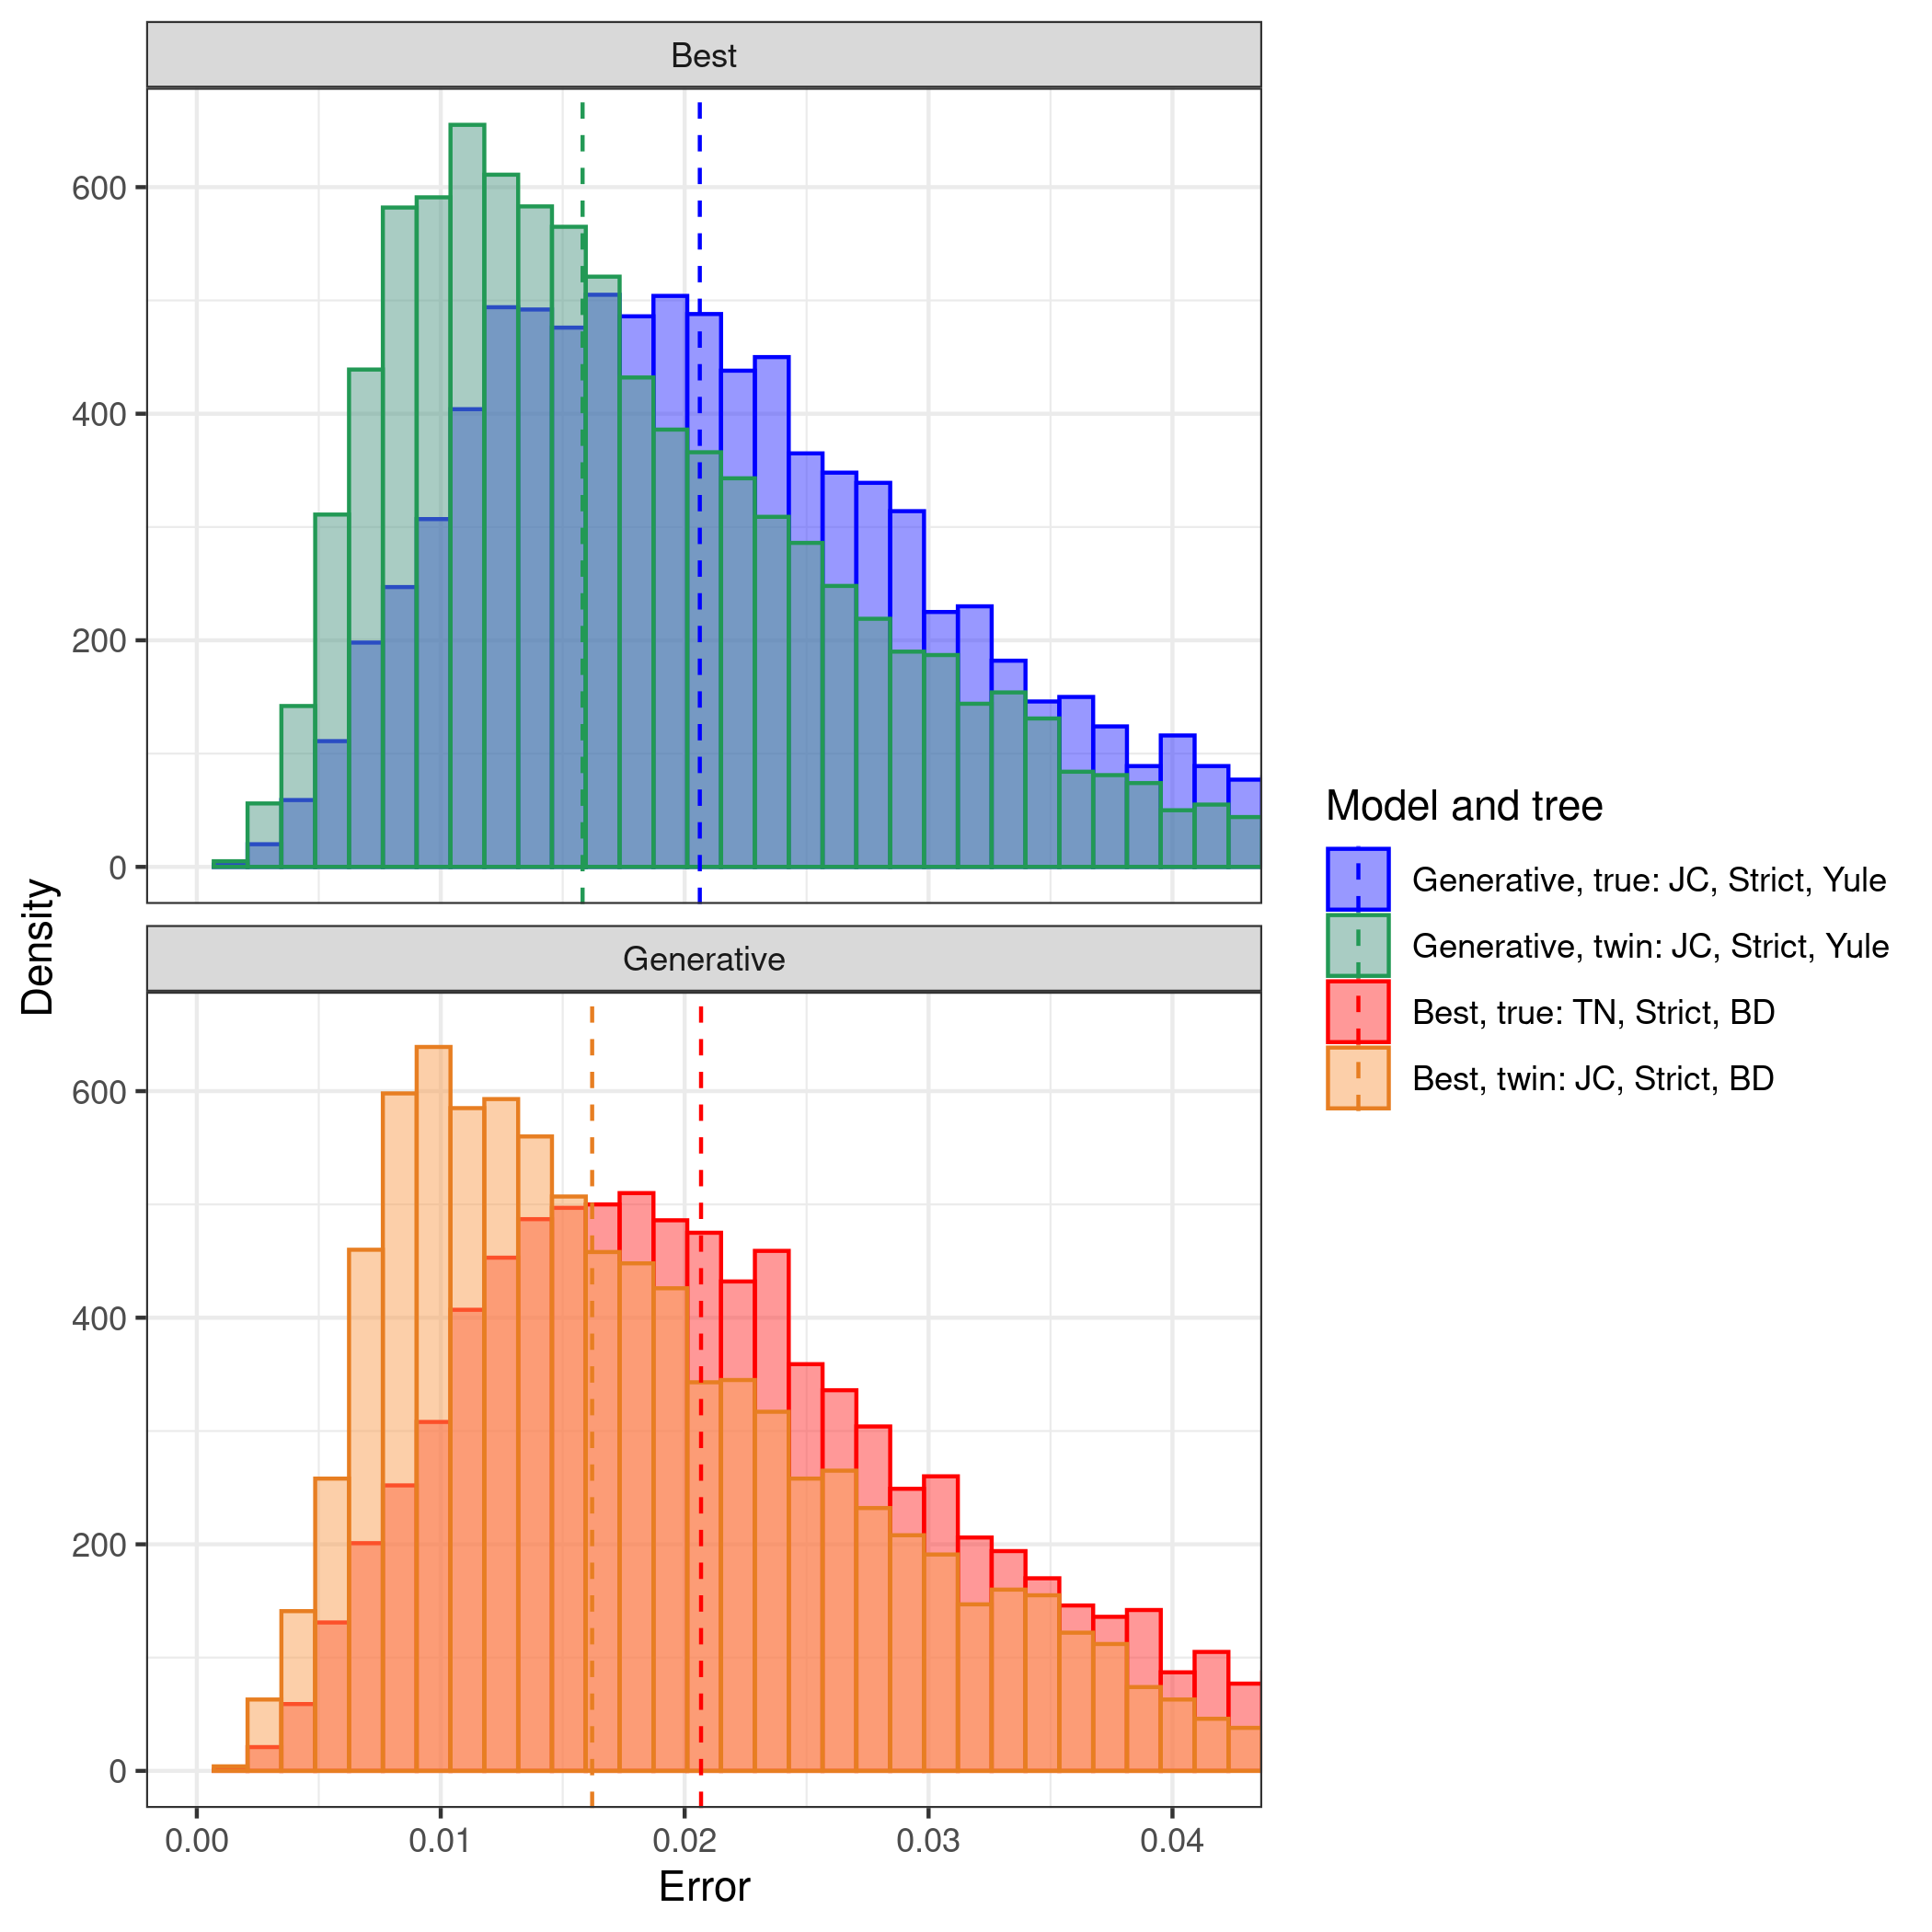 Best
600
400
200
0
Density
Generative
600
400
200
0
0.00 0.01 0.02 0.03 0.04
Error
Model and tree
Generative, true: JC, Strict, Yule
Generative, twin: JC, Strict, Yule
Best, true: TN, Strict, BD
Best, twin: JC, Strict, BD